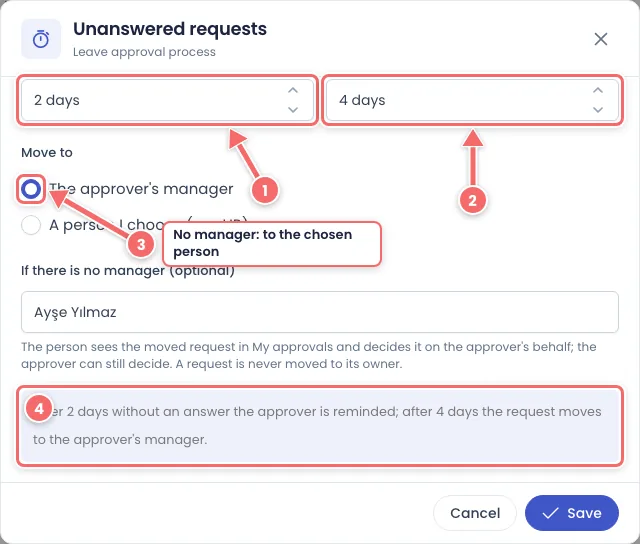 Unanswered requests
Leave approval process
2 days
4 days
1
2
Move to
The approver's manager
A person I choose
3
No manager: to the chosen
person
If there is no manager (optional)
Ayşe Yılmaz
The person sees the moved request in My approvals and decides it on the approver's behalf; the
approver can still decide. A request is never moved to its owner.
4
2 days without an answer the approver is reminded; after 4 days the request moves
to the approver's manager.
Cancel
Save